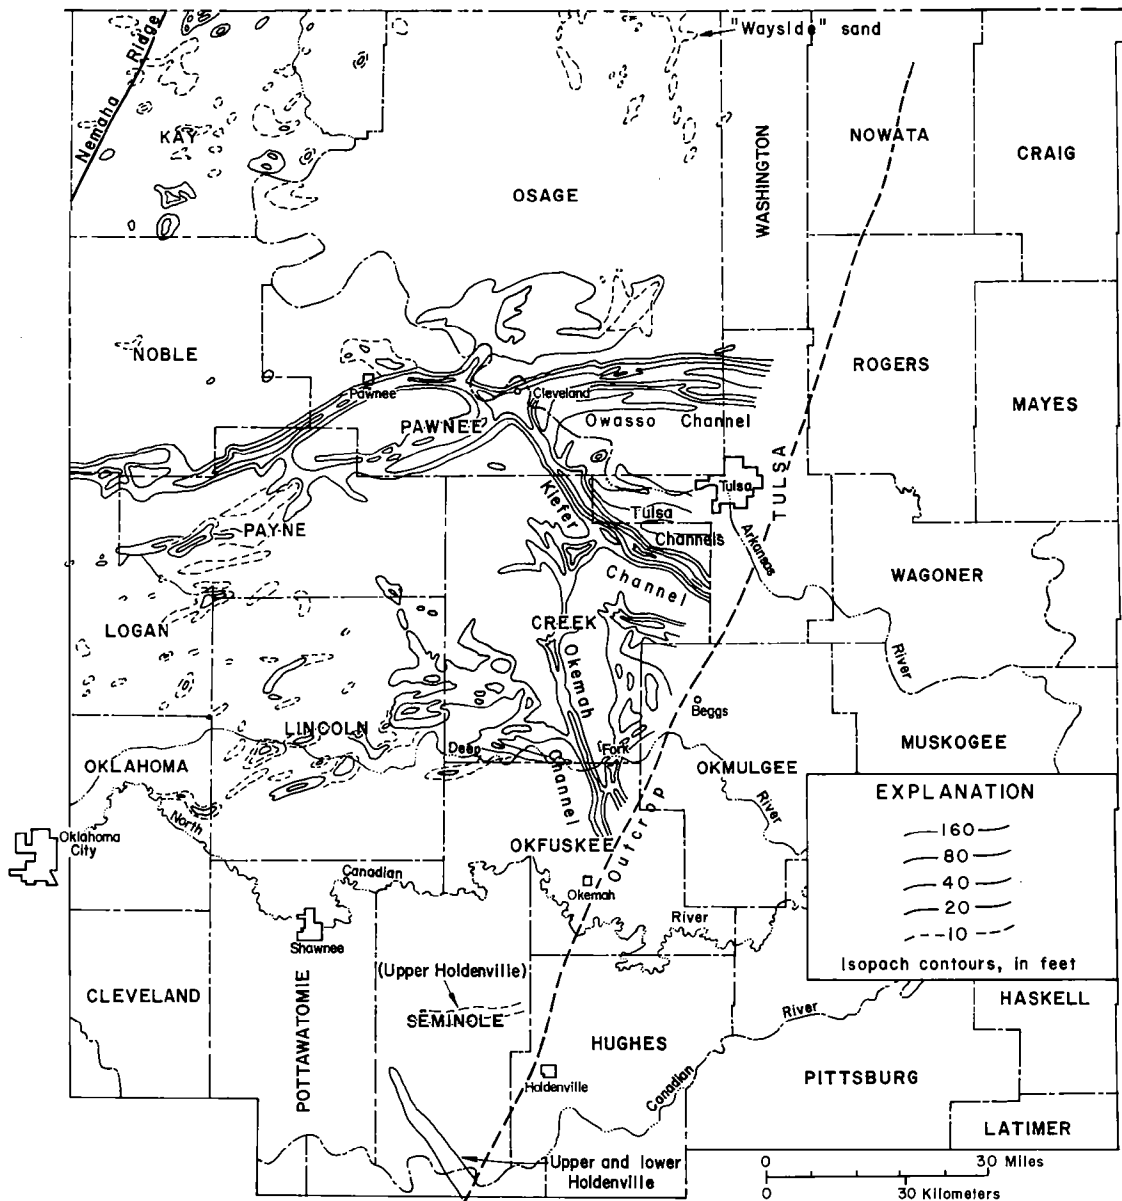 "Wayside" sand
Nemaha Ridge
KAY
NOWATA
CRAIG
OSAGE
WASHINGTON
NOBLE
ROGERS
MAYES
Pawnee
Cleveland
PAWNEE
Owasso Channel
TULSA
Tulsa
Kiefer
Tulsa
Channels
PAYNE
Arkansas
WAGONER
Channel
LOGAN
CREEK
River
Okemah
Beggs
LINCOLN
Deep
Fork
MUSKOGEE
OKLAHOMA
OKMULGEE
Channel
River
North
Oklahoma
City
OKFUSKEE
Outcrop
Canadian
Okemah
River
Shawnee
EXPLANATION
160
80
40
20
10
Isopach contours, in feet
(Upper Holdenville)
CLEVELAND
POTTAWATOMIE
SEMINOLE
HASKELL
River
HUGHES
Holdenville
Canadian
PITTSBURG
LATIMER
Upper and lower
Holdenville
0 30 Miles
0 30 Kilometers